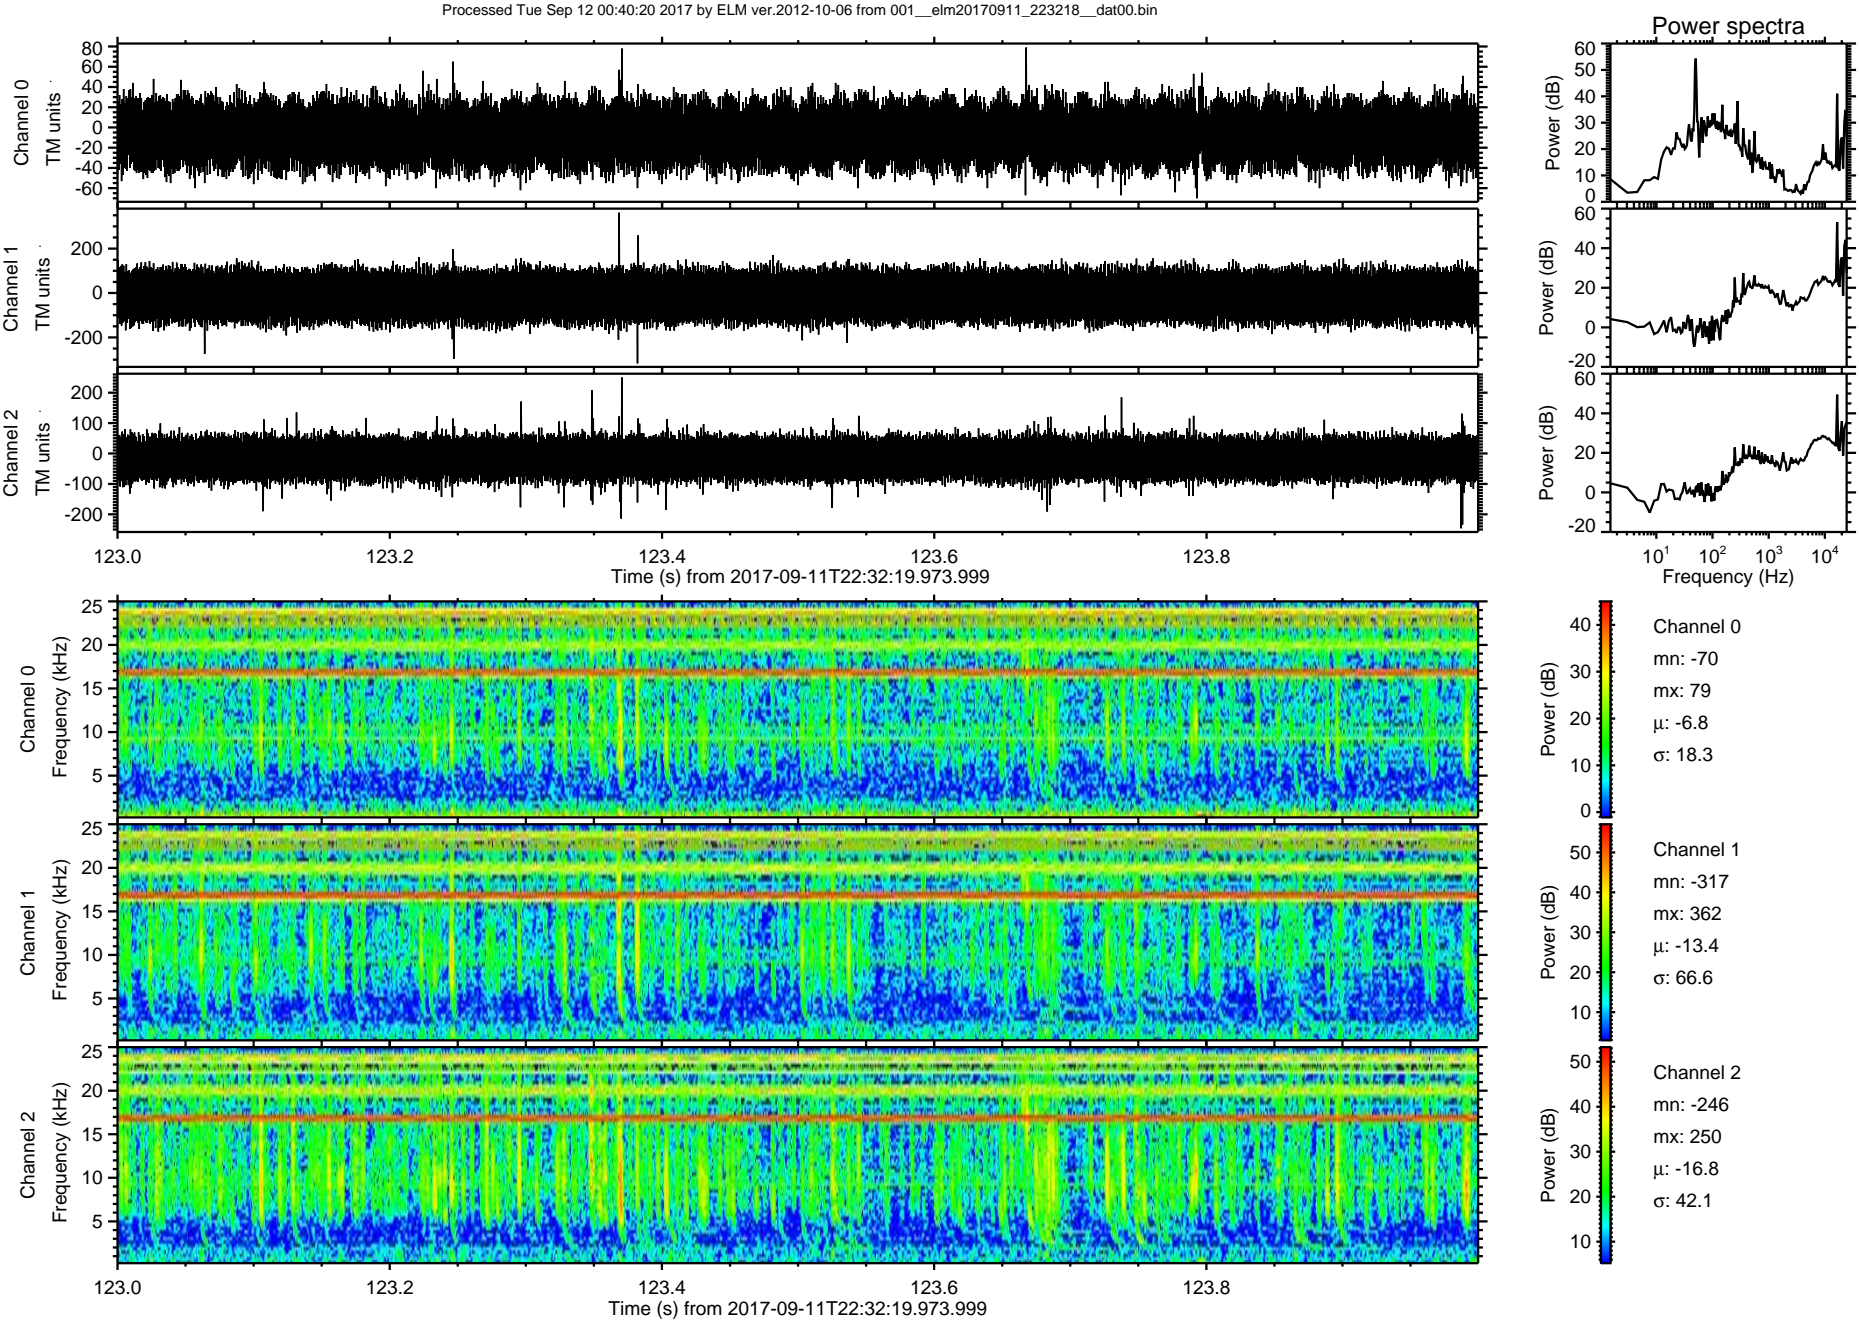 Processed Tue Sep 12 00:40:20 2017 by ELM ver.2012-10-06 from 001__elm20170911_223218__dat00.bin
Power spectra
Channel 0
TM units
80
60
40
20
0
-20
-40
-60
Power (dB)
60
50
40
30
20
10
0
Channel 1
TM units
200
0
-200
Power (dB)
60
40
20
0
-20
Channel 2
TM units
200
100
0
-100
-200
Power (dB)
60
40
20
0
-20
123.0 123.2 123.4 123.6 123.8
Time (s) from 2017-09-11T22:32:19.973.999
10^1 10^2 10^3 10^4
Frequency (Hz)
Channel 0
Frequency (kHz)
25
20
15
10
5
Power (dB)
40
30
20
10
0
Channel 0
mn: -70
mx: 79
μ: -6.8
σ: 18.3
Channel 1
Frequency (kHz)
25
20
15
10
5
Power (dB)
50
40
30
20
10
Channel 1
mn: -317
mx: 362
μ: -13.4
σ: 66.6
Channel 2
Frequency (kHz)
25
20
15
10
5
Power (dB)
50
40
30
20
10
Channel 2
mn: -246
mx: 250
μ: -16.8
σ: 42.1
123.0 123.2 123.4 123.6 123.8
Time (s) from 2017-09-11T22:32:19.973.999